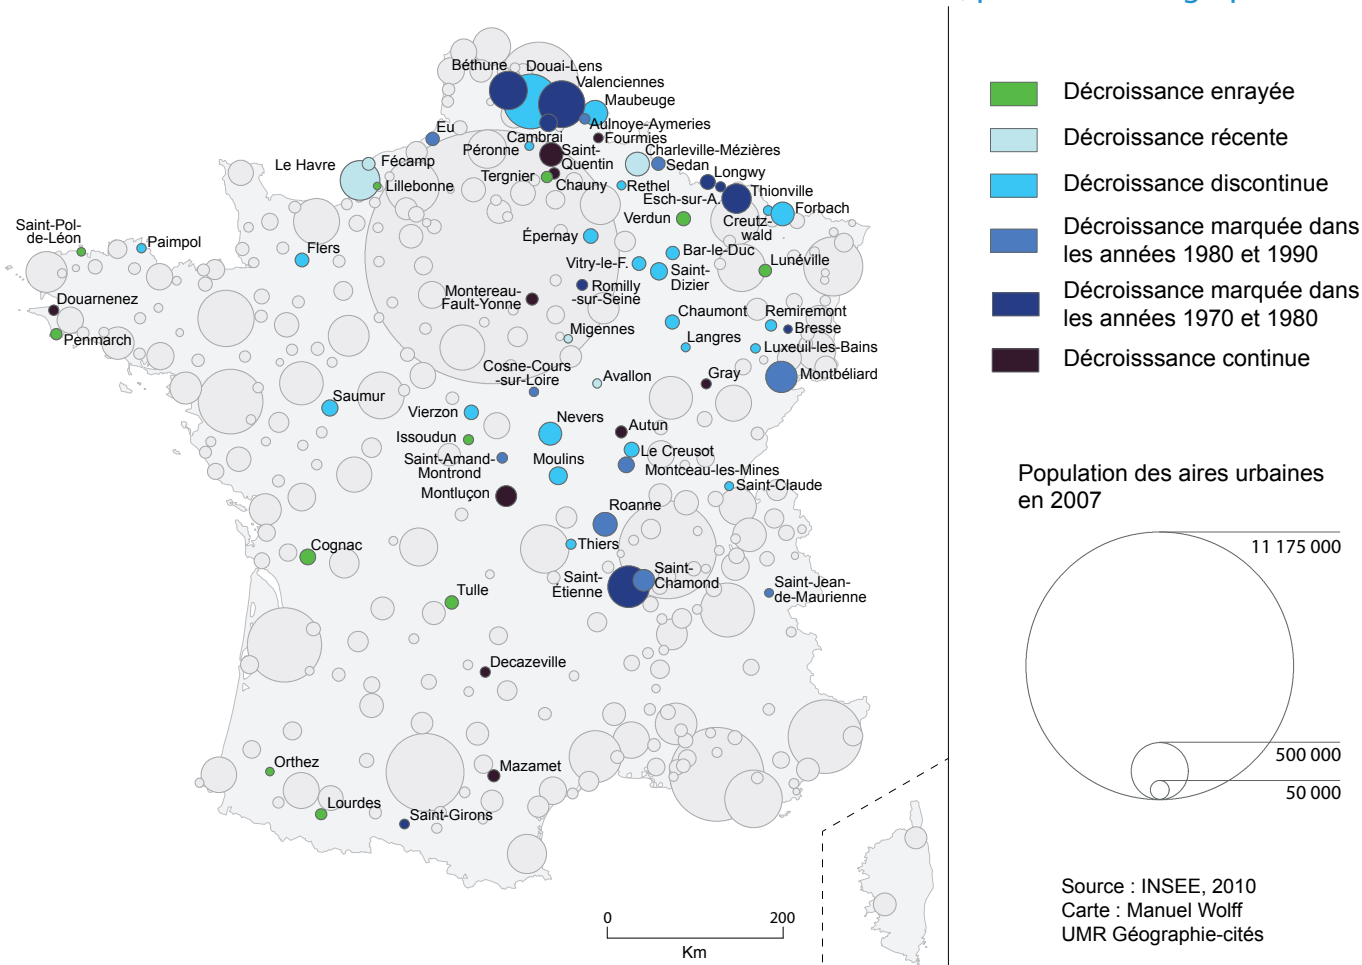 Béthune
Douai-Lens
Valenciennes
Maubeuge
Aulnoye-Aymeries
Fourmies
Cambrai
Eu
Péronne
Saint-
Quentin
Charleville-Mézières
Sedan
Le Havre
Fécamp
Lillebonne
Tergnier
Chauny
Rethel
Longwy
Esch-sur-A.
Thionville
Forbach
Verdun
Creutz-
wald
Saint-Pol-
de-Léon
Paimpol
Flers
Épernay
Vitry-le-F.
Bar-le-Duc
Saint-
Dizier
Lunéville
Douarnenez
Penmarch
Montereau-
Fault-Yonne
Romilly
-sur-Seine
Chaumont
Remiremont
Bresse
Migennes
Langres
Luxeuil-les-Bains
Cosne-Cours
-sur-Loire
Avallon
Gray
Montbéliard
Saumur
Vierzon
Nevers
Autun
Issoudun
Le Creusot
Saint-Amand-
Montrond
Moulins
Montceau-les-Mines
Saint-Claude
Montluçon
Roanne
Cognac
Thiers
Saint-
Étienne
Saint-
Chamond
Saint-Jean-
de-Maurienne
Tulle
Decazeville
Orthez
Mazamet
Lourdes
Saint-Girons
0 200
Km
Décroissance enrayée
Décroissance récente
Décroissance discontinue
Décroissance marquée dans
les années 1980 et 1990
Décroissance marquée dans
les années 1970 et 1980
Décroisssance continue
Population des aires urbaines
en 2007
11 175 000
500 000
50 000
Source : INSEE, 2010
Carte : Manuel Wolff
UMR Géographie-cités